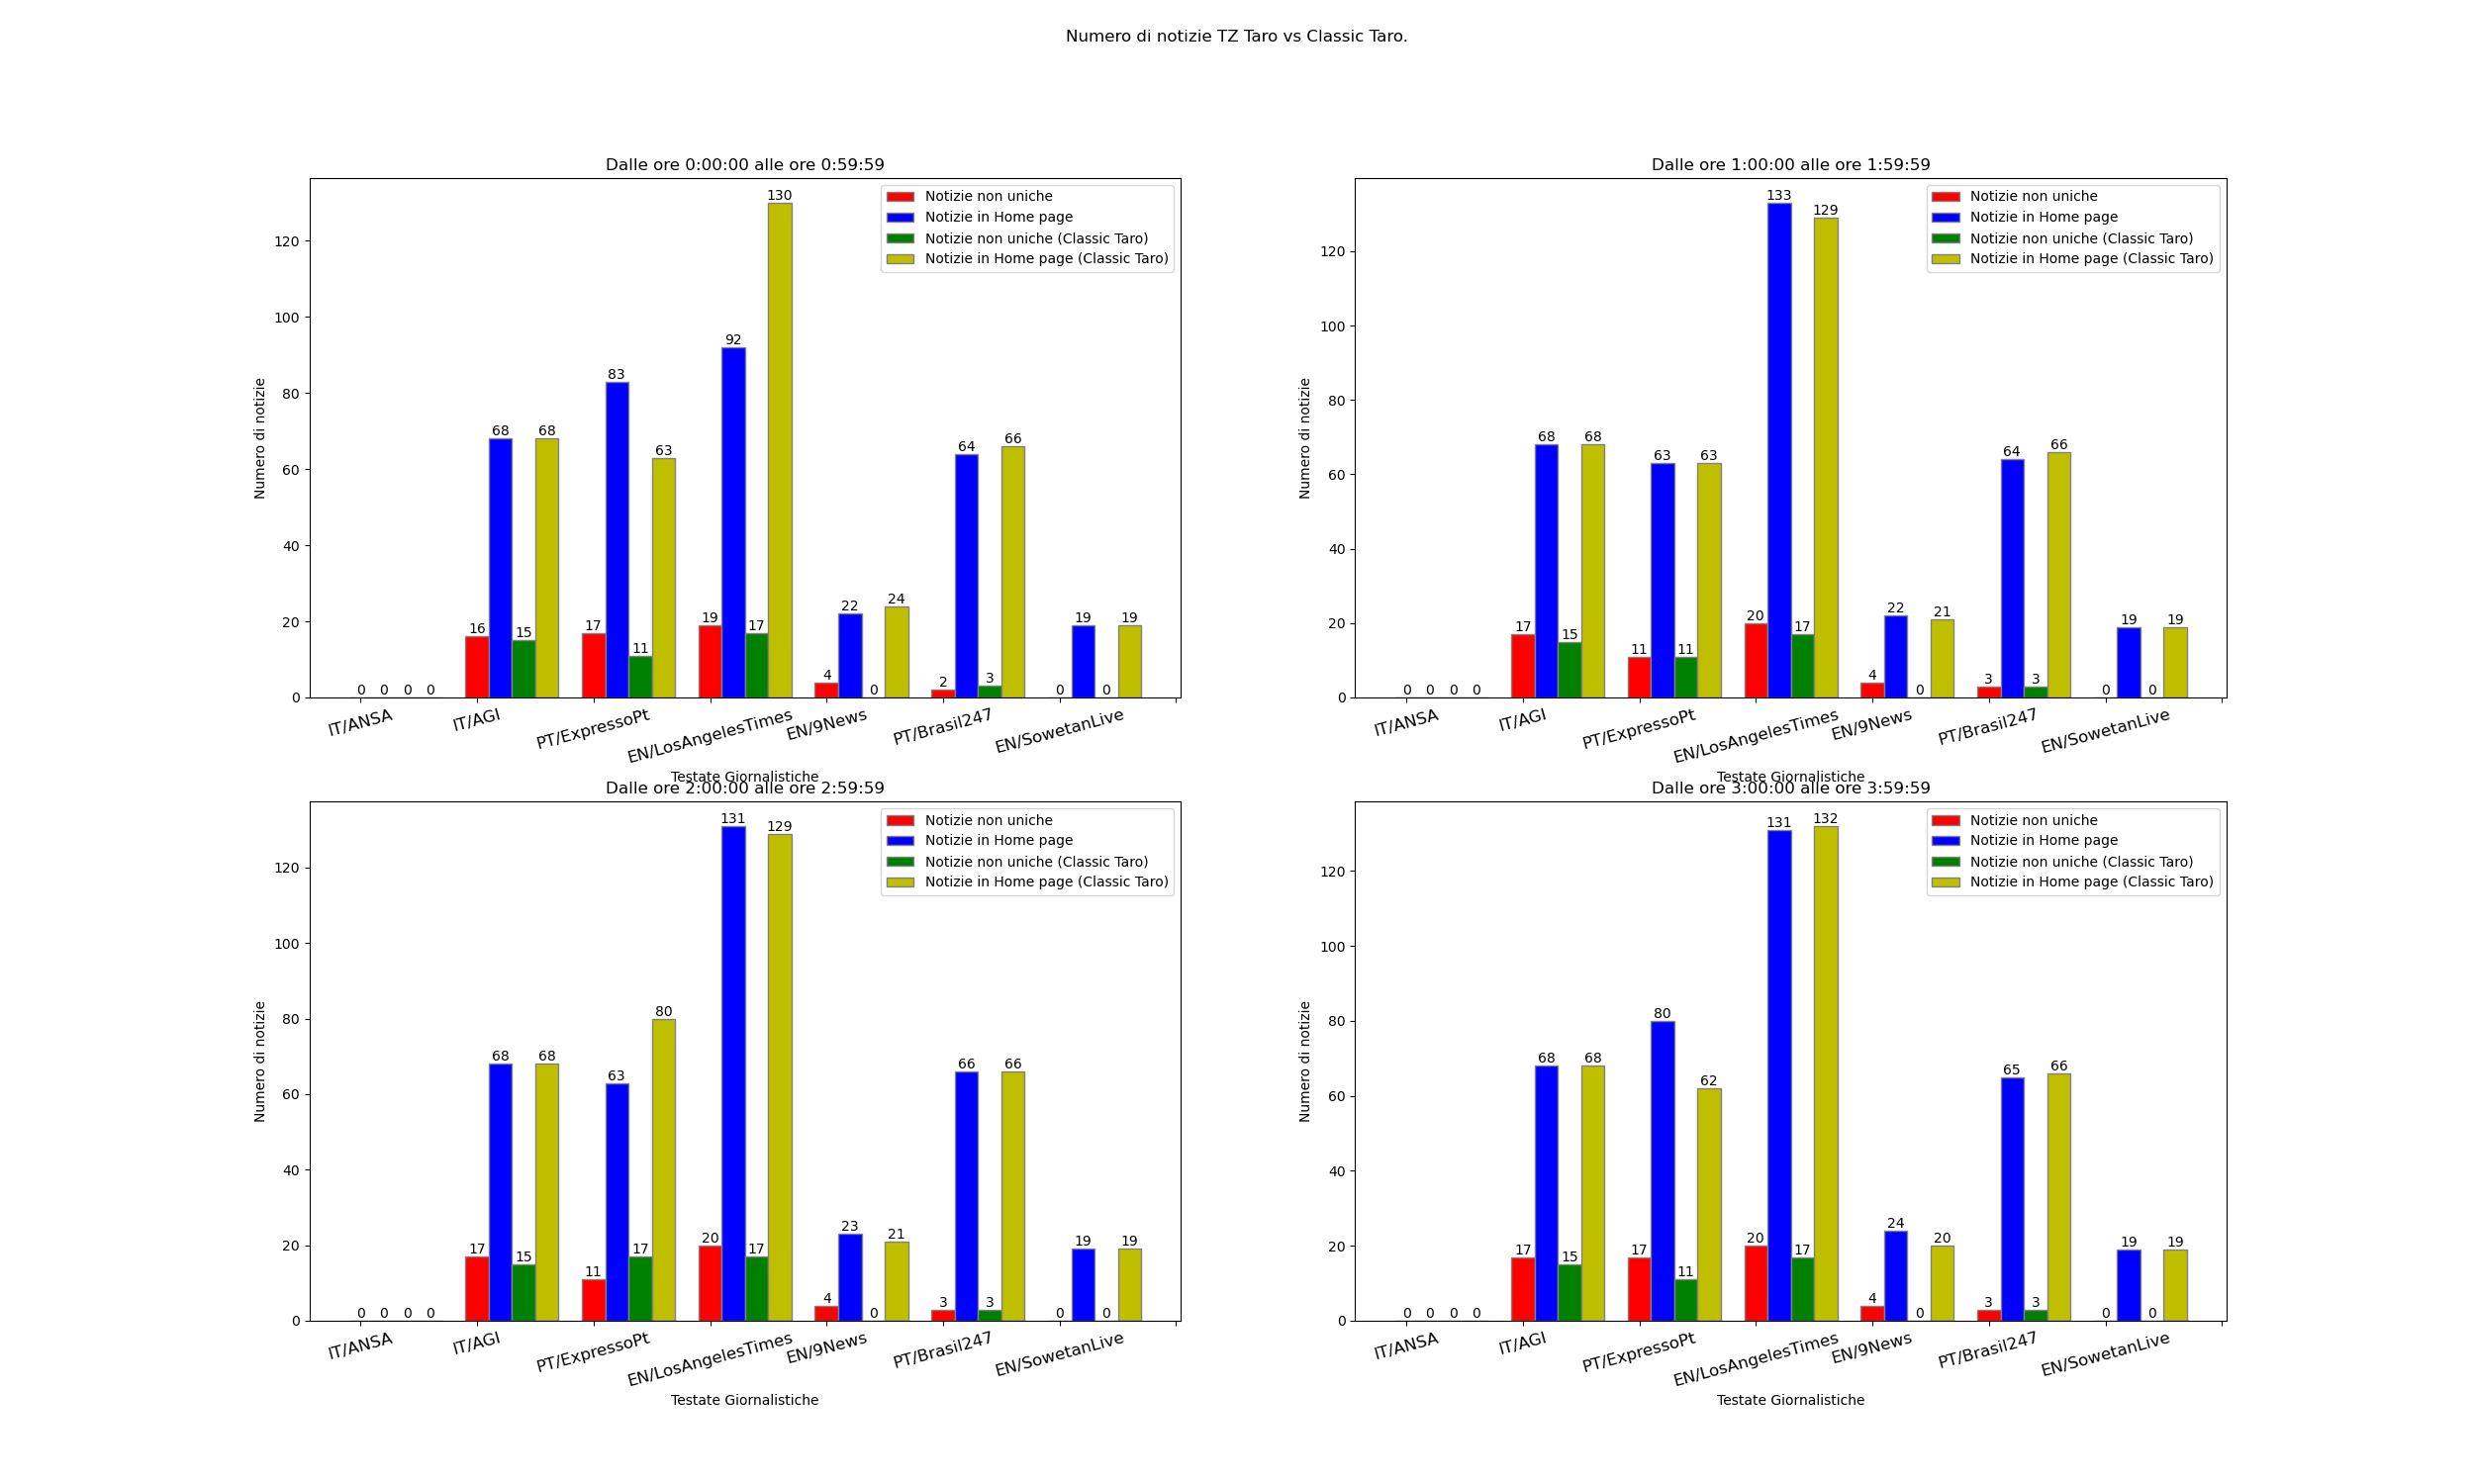 Numero di notizie TZ Taro vs Classic Taro.
Dalle ore 0:00:00 alle ore 0:59:59
Numero di notizie
120
100
80
60
40
20
0
130
92
83
68 68
63
64 66
16 15
17 11
19 17
4 22 0 24
2 3
0 0 0 0
0 19 0 19
Notizie non uniche
Notizie in Home page
Notizie non uniche (Classic Taro)
Notizie in Home page (Classic Taro)
IT/ANSA IT/AGI PT/ExpressoPt EN/LosAngelesTimes EN/9News PT/Brasil247 EN/SowetanLive
Testate Giornalistiche
Dalle ore 1:00:00 alle ore 1:59:59
Numero di notizie
120
100
80
60
40
20
0
0 0 0 0
17 68 15 68
11 63 11 63
20 133 17 129
4 22 0 21
3 64 3 66
0 19 0 19
Notizie non uniche
Notizie in Home page
Notizie non uniche (Classic Taro)
Notizie in Home page (Classic Taro)
IT/ANSA IT/AGI PT/ExpressoPt EN/LosAngelesTimes EN/9News PT/Brasil247 EN/SowetanLive
Testate Giornalistiche
Dalle ore 2:00:00 alle ore 2:59:59
Numero di notizie
120
100
80
60
40
20
0
0 0 0 0
17 68 15 68
11 63 17 80
20 131 17 129
4 23 0 21
3 66 3 66
0 19 0 19
Notizie non uniche
Notizie in Home page
Notizie non uniche (Classic Taro)
Notizie in Home page (Classic Taro)
IT/ANSA IT/AGI PT/ExpressoPt EN/LosAngelesTimes EN/9News PT/Brasil247 EN/SowetanLive
Testate Giornalistiche
Dalle ore 3:00:00 alle ore 3:59:59
Numero di notizie
120
100
80
60
40
20
0
0 0 0 0
17 68 15 68
17 80 11 62
20 131 17 132
4 24 0 20
3 65 3 66
0 19 0 19
Notizie non uniche
Notizie in Home page
Notizie non uniche (Classic Taro)
Notizie in Home page (Classic Taro)
IT/ANSA IT/AGI PT/ExpressoPt EN/LosAngelesTimes EN/9News PT/Brasil247 EN/SowetanLive
Testate Giornalistiche